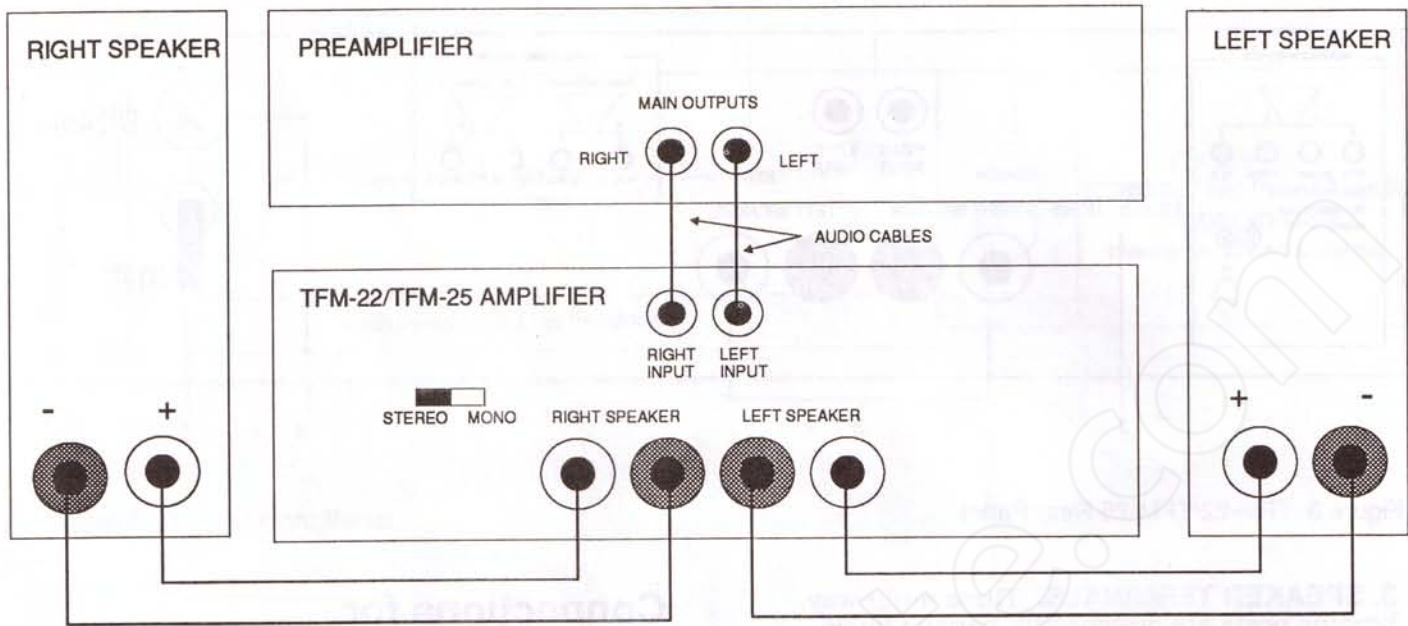 RIGHT SPEAKER
PREAMPLIFIER
LEFT SPEAKER
MAIN OUTPUTS
RIGHT
LEFT
AUDIO CABLES
TFM-22/TFM-25 AMPLIFIER
RIGHT INPUT
LEFT INPUT
STEREO MONO
RIGHT SPEAKER
LEFT SPEAKER
- +
+ -
e.com